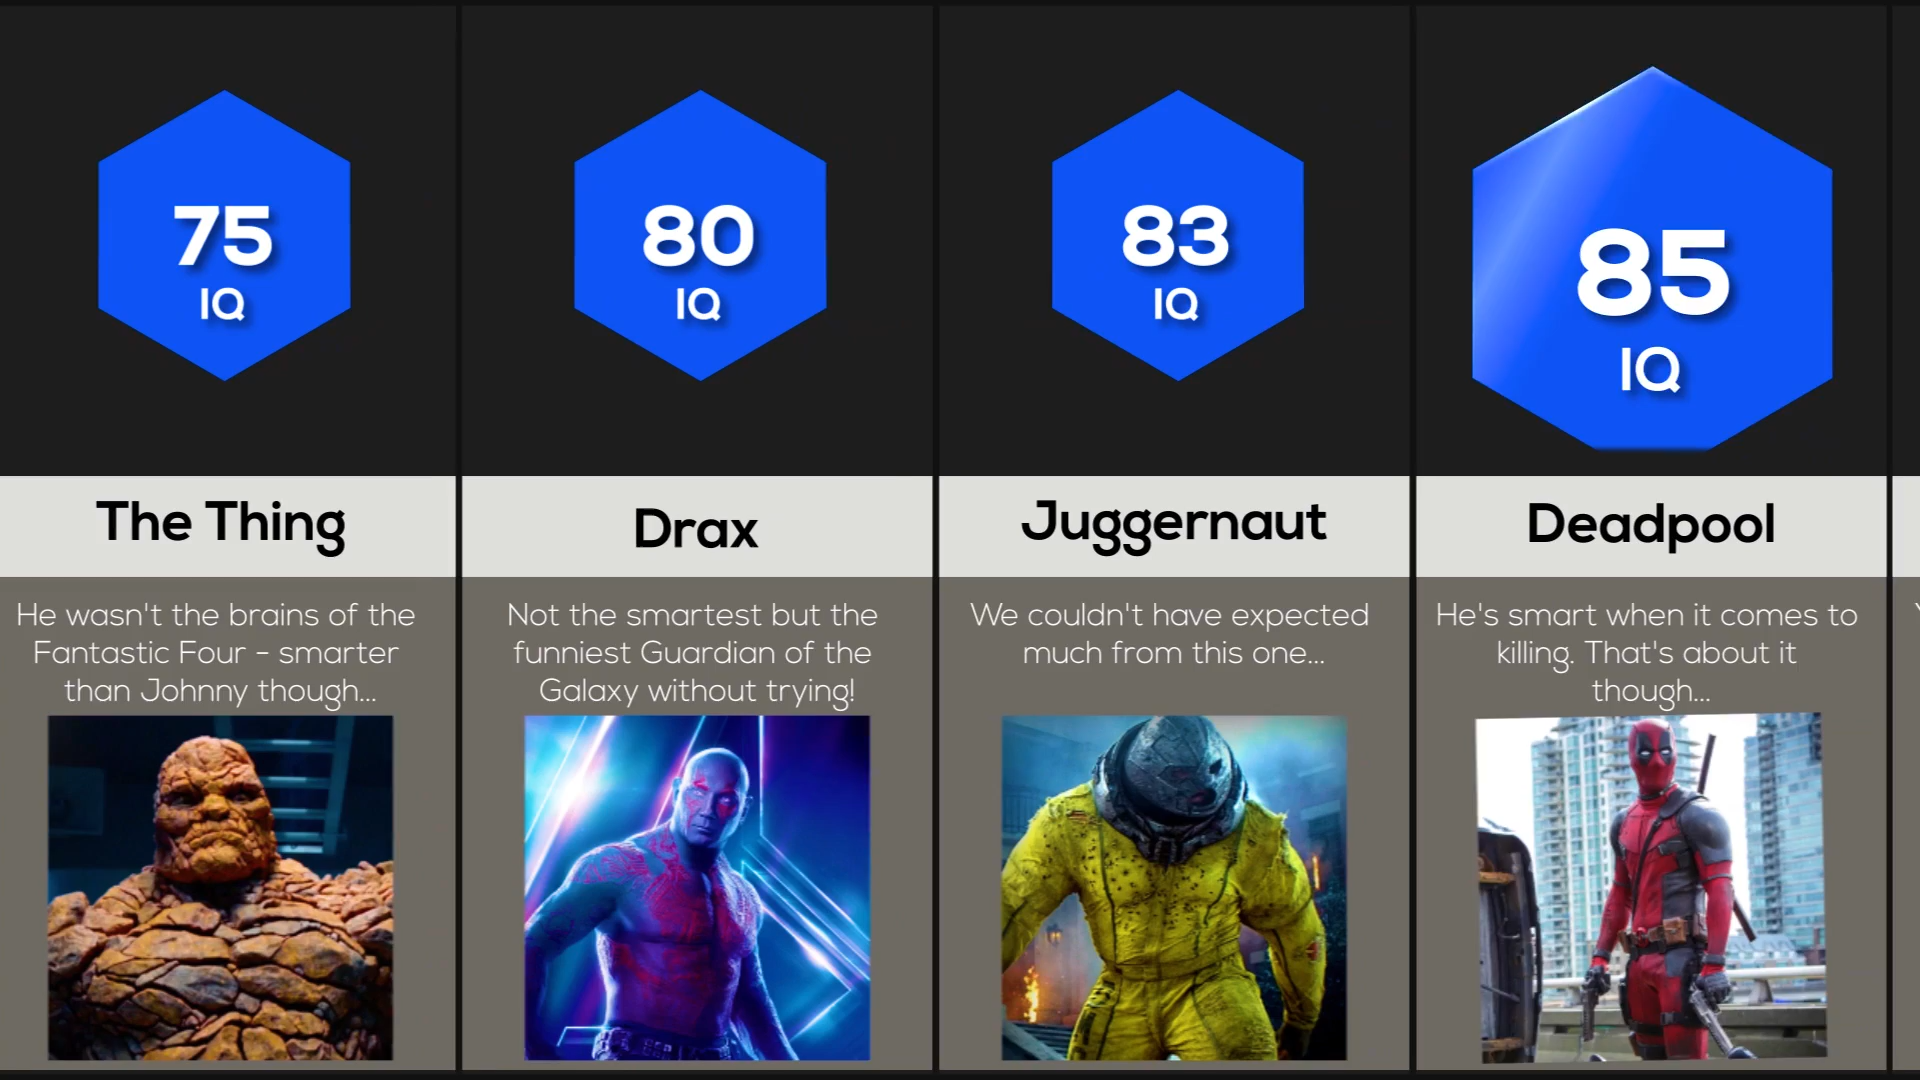 75
IQ
80
IQ
83
IQ
85
IQ
The Thing
Drax
Juggernaut
Deadpool
He wasn't the brains of the
Fantastic Four - smarter
than Johnny though...
Not the smartest but the
funniest Guardian of the
Galaxy without trying!
We couldn't have expected
much from this one...
He's smart when it comes to
killing. That's about it
though...